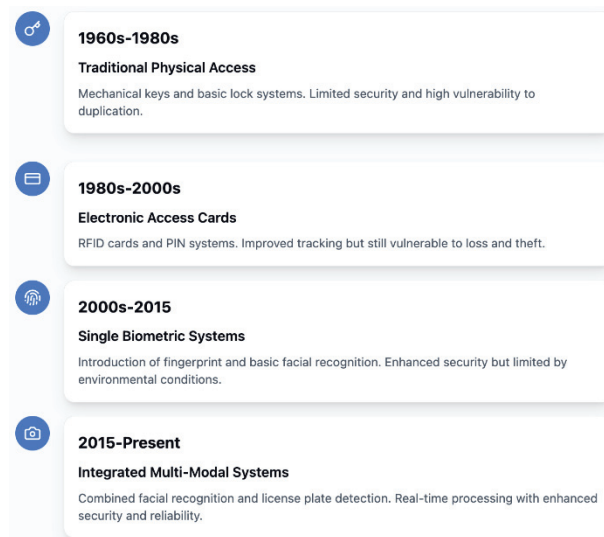 1960s-1980s
Traditional Physical Access
Mechanical keys and basic lock systems. Limited security and high vulnerability to
duplication.
1980s-2000s
Electronic Access Cards
RFID cards and PIN systems. Improved tracking but still vulnerable to loss and theft.
2000s-2015
Single Biometric Systems
Introduction of fingerprint and basic facial recognition. Enhanced security but limited by
environmental conditions.
2015-Present
Integrated Multi-Modal Systems
Combined facial recognition and license plate detection. Real-time processing with enhanced
security and reliability.